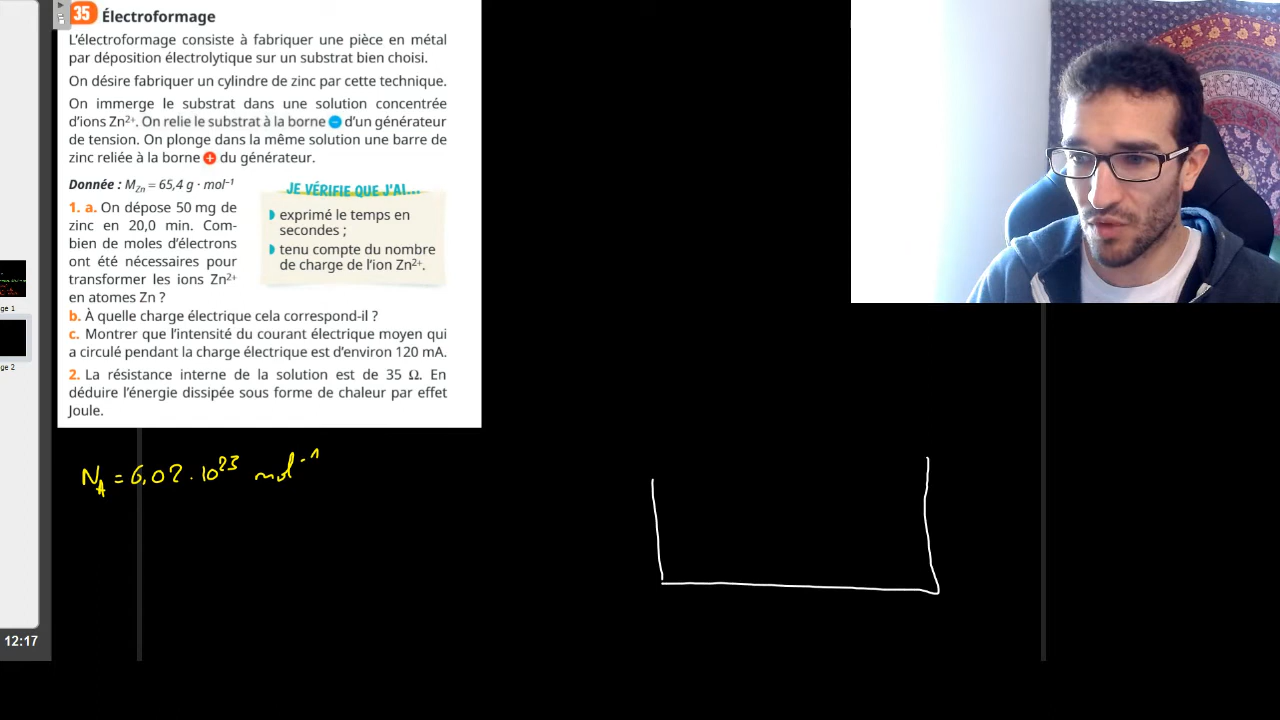 35 Électroformage
L'électroformage consiste à fabriquer une pièce en métal
par déposition électrolytique sur un substrat bien choisi.
On désire fabriquer un cylindre de zinc par cette technique.
On immerge le substrat dans une solution concentrée
d'ions Zn²⁺. On relie le substrat à la borne − d'un générateur
de tension. On plonge dans la même solution une barre de
zinc reliée à la borne + du générateur.
Donnée : M_Zn = 65,4 g · mol⁻¹
JE VÉRIFIE QUE J'AI...
exprimé le temps en
secondes ;
tenu compte du nombre
de charge de l'ion Zn²⁺.
1. a. On dépose 50 mg de
zinc en 20,0 min. Com-
bien de moles d'électrons
ont été nécessaires pour
transformer les ions Zn²⁺
en atomes Zn ?
b. À quelle charge électrique cela correspond-il ?
c. Montrer que l'intensité du courant électrique moyen qui
a circulé pendant la charge électrique est d'environ 120 mA.
2. La résistance interne de la solution est de 35 Ω. En
déduire l'énergie dissipée sous forme de chaleur par effet
Joule.
N_A = 6,02 . 10²³ mol⁻¹
ge 1
ge 2
12:17